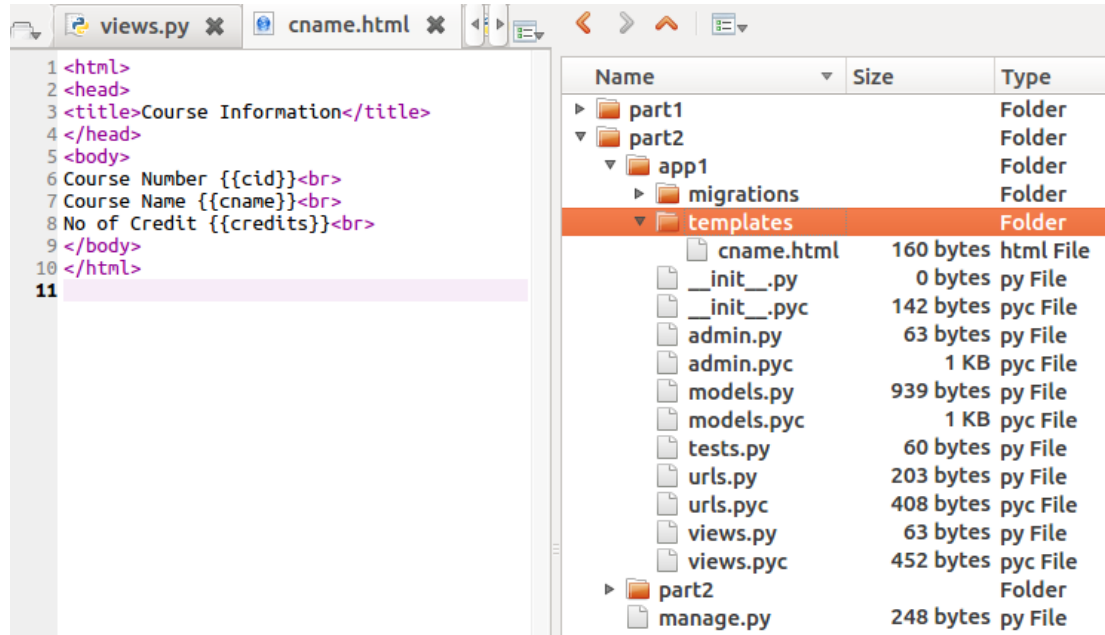 views.py
cname.html
1 <html>
2 <head>
3 <title>Course Information</title>
4 </head>
5 <body>
6 Course Number {{cid}}<br>
7 Course Name {{cname}}<br>
8 No of Credit {{credits}}<br>
9 </body>
10 </html>
11
Name Size Type
part1 Folder
part2 Folder
app1 Folder
migrations Folder
templates Folder
cname.html 160 bytes html File
__init__.py 0 bytes py File
__init__.pyc 142 bytes pyc File
admin.py 63 bytes py File
admin.pyc 1 KB pyc File
models.py 939 bytes py File
models.pyc 1 KB pyc File
tests.py 60 bytes py File
urls.py 203 bytes py File
urls.pyc 408 bytes pyc File
views.py 63 bytes py File
views.pyc 452 bytes pyc File
part2 Folder
manage.py 248 bytes py File